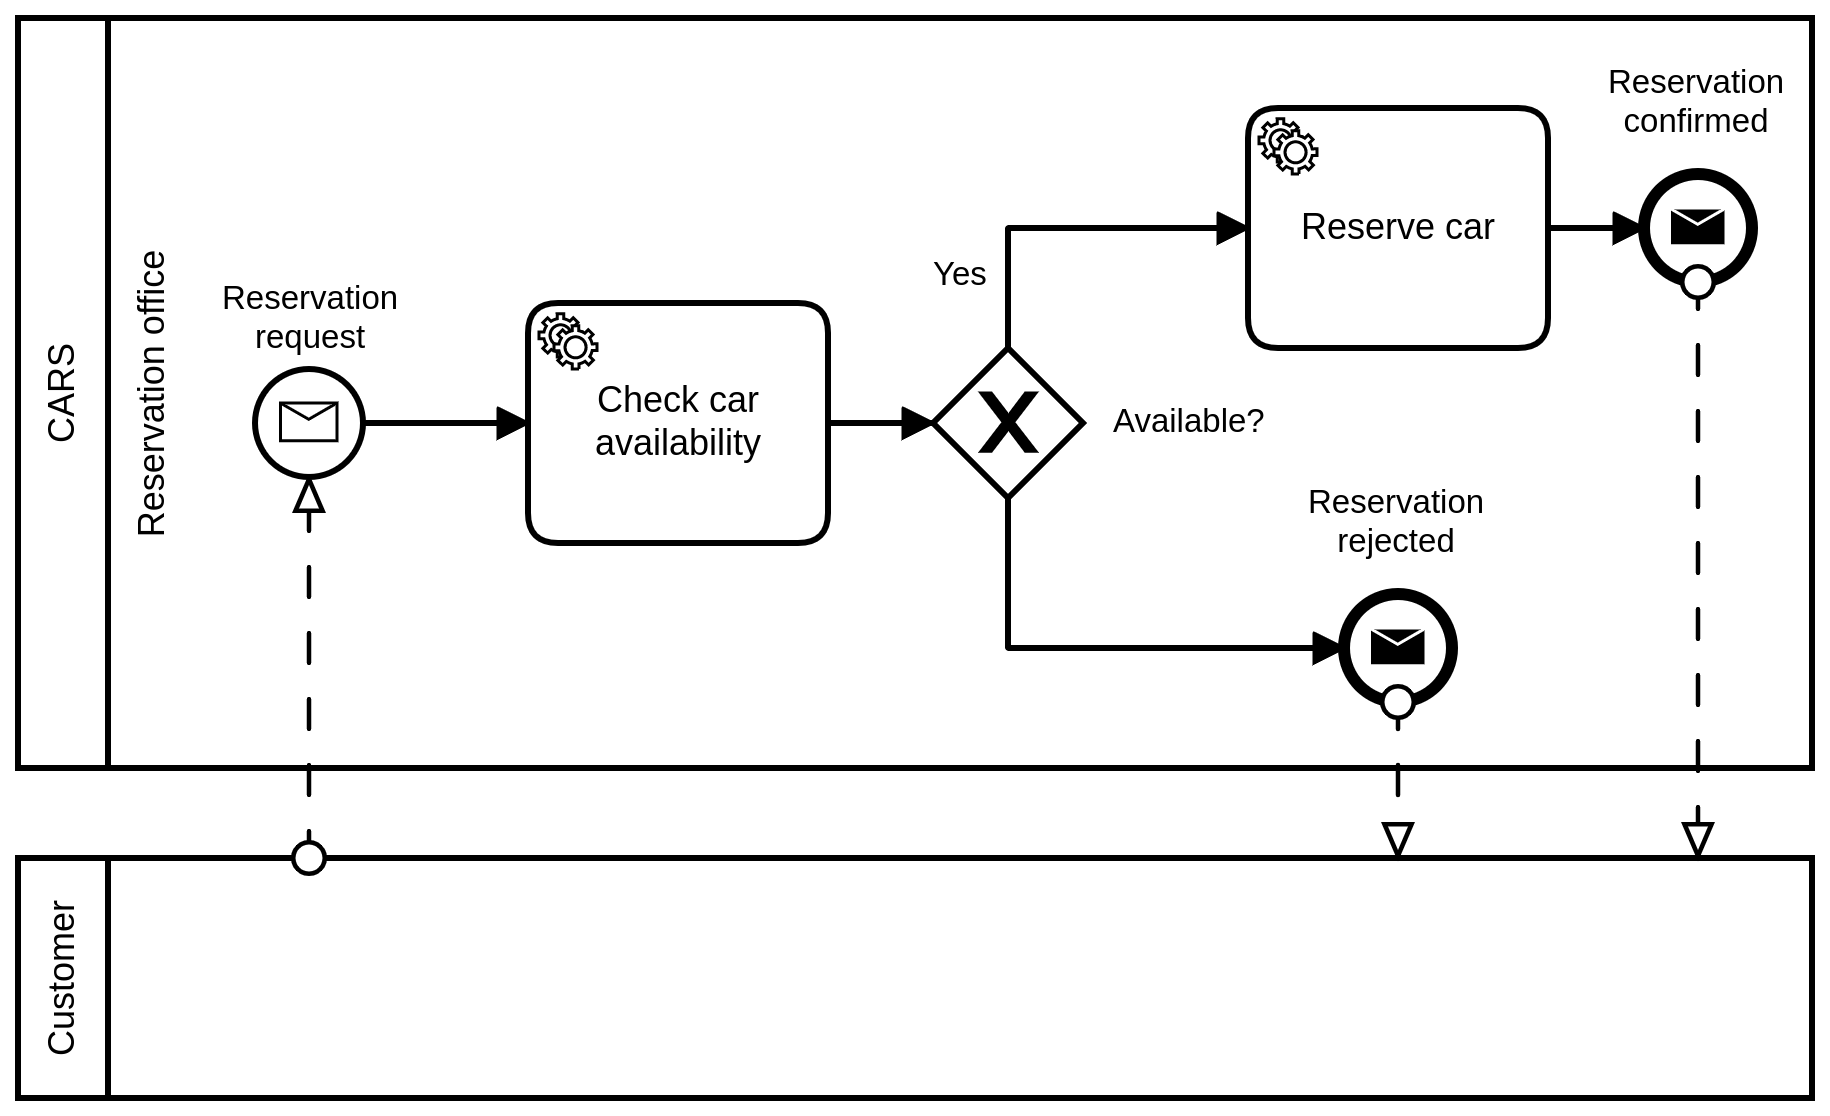 CARS
Reservation office
Reservation
request
Check car
availability
Yes
Available?
Reserve car
Reservation
confirmed
Reservation
rejected
Customer